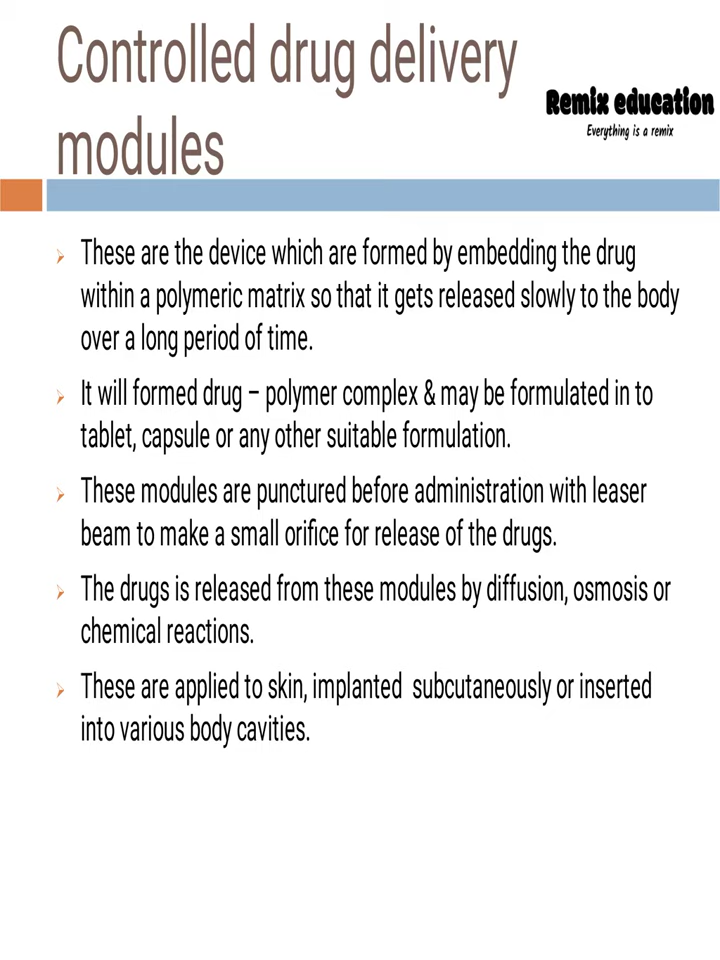 Controlled drug delivery
modules
Remix education
Everything is a remix
These are the device which are formed by embedding the drug
within a polymeric matrix so that it gets released slowly to the body
over a long period of time.
It will formed drug – polymer complex & may be formulated in to
tablet, capsule or any other suitable formulation.
These modules are punctured before administration with leaser
beam to make a small orifice for release of the drugs.
The drugs is released from these modules by diffusion, osmosis or
chemical reactions.
These are applied to skin, implanted subcutaneously or inserted
into various body cavities.